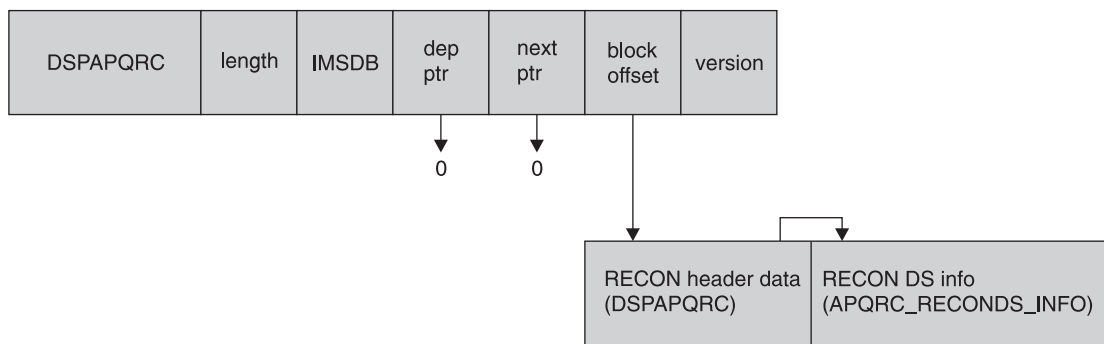 DSPAPQRC
length
IMSDB
dep
ptr
next
ptr
block
offset
version
0
0
RECON header data
(DSPAPQRC)
RECON DS info
(APQRC_RECONDS_INFO)